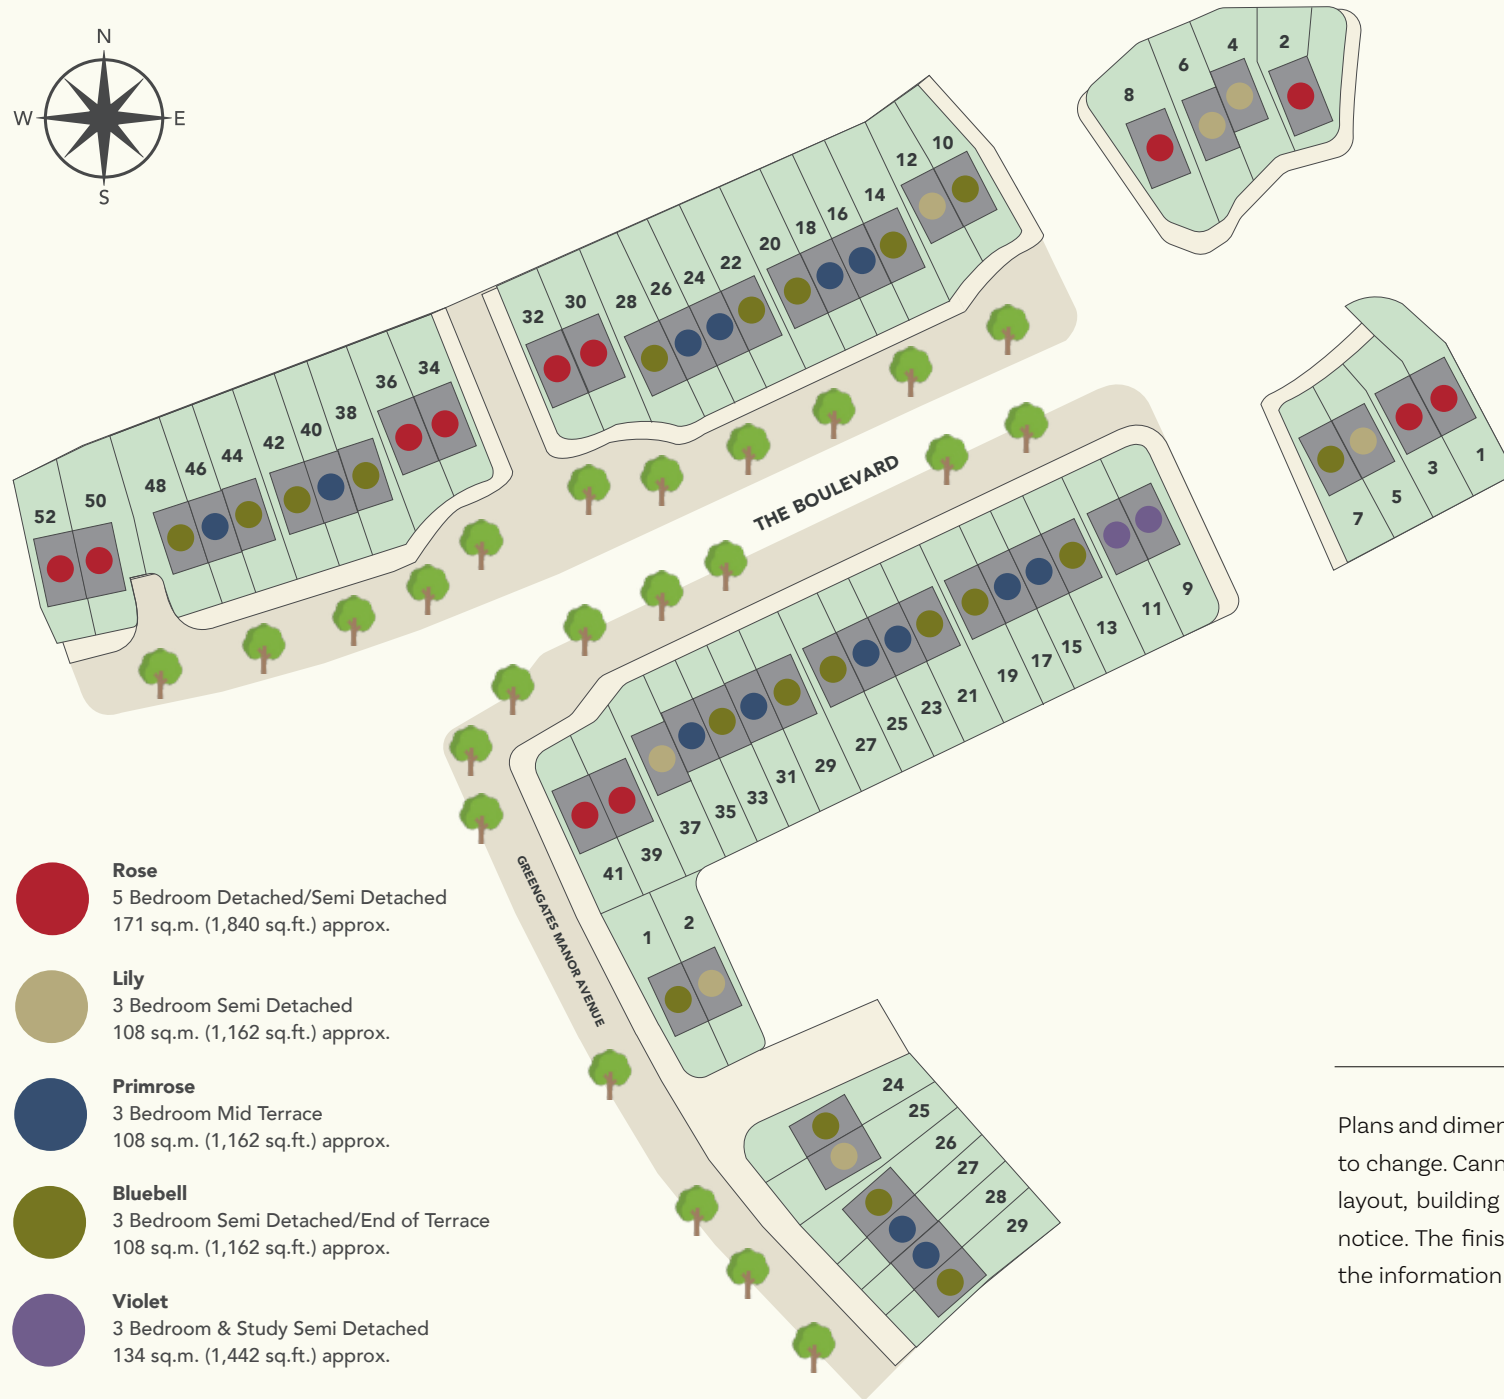 N
W E
S
2
4
6
8
10
12
14
16
18
20
22
24
26
28
30
32
34
36
38
40
42
44
46
48
50
52
1
3
5
7
THE BOULEVARD
9
11
13
15
17
19
21
23
25
27
29
31
33
35
37
39
41
GREENGATES MANOR AVENUE
1
2
24
25
26
27
28
29
Rose
5 Bedroom Detached/Semi Detached
171 sq.m. (1,840 sq.ft.) approx.
Lily
3 Bedroom Semi Detached
108 sq.m. (1,162 sq.ft.) approx.
Primrose
3 Bedroom Mid Terrace
108 sq.m. (1,162 sq.ft.) approx.
Bluebell
3 Bedroom Semi Detached/End of Terrace
108 sq.m. (1,162 sq.ft.) approx.
Violet
3 Bedroom & Study Semi Detached
134 sq.m. (1,442 sq.ft.) approx.
Plans and
to change.
layout, building
notice. The
the information